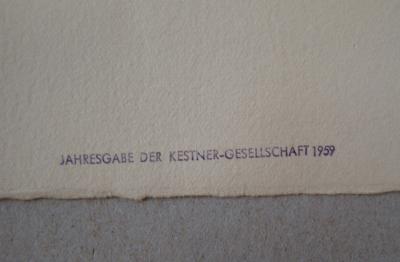 JAHRESGABE DER KESTNER-GESELLSCHAFT 1959